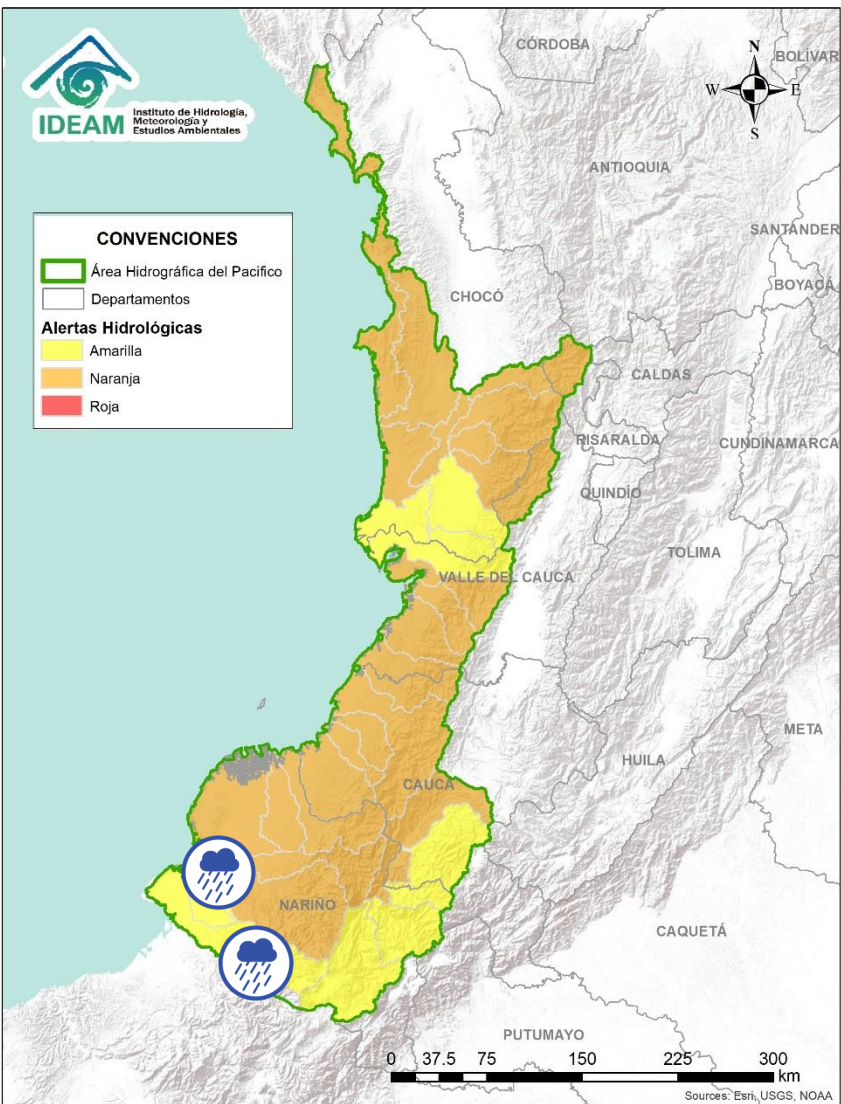 IDEAM
Instituto de Hidrología,
Meteorología y
Estudios Ambientales
CÓRDOBA
BOLÍVAR
N
W
E
S
ANTIOQUIA
SANTANDER
BOYACÁ
CHOCÓ
CONVENCIONES
Área Hidrográfica del Pacifico
Departamentos
Alertas Hidrológicas
Amarilla
Naranja
Roja
CALDAS
RISARALDA
CUNDINAMARCA
QUINDÍO
TOLIMA
VALLE DEL CAUCA
META
HUILA
CAUCA
NARIÑO
CAQUETÁ
PUTUMAYO
0 37.5 75 150 225 300
km
Sources: Esri, USGS, NOAA